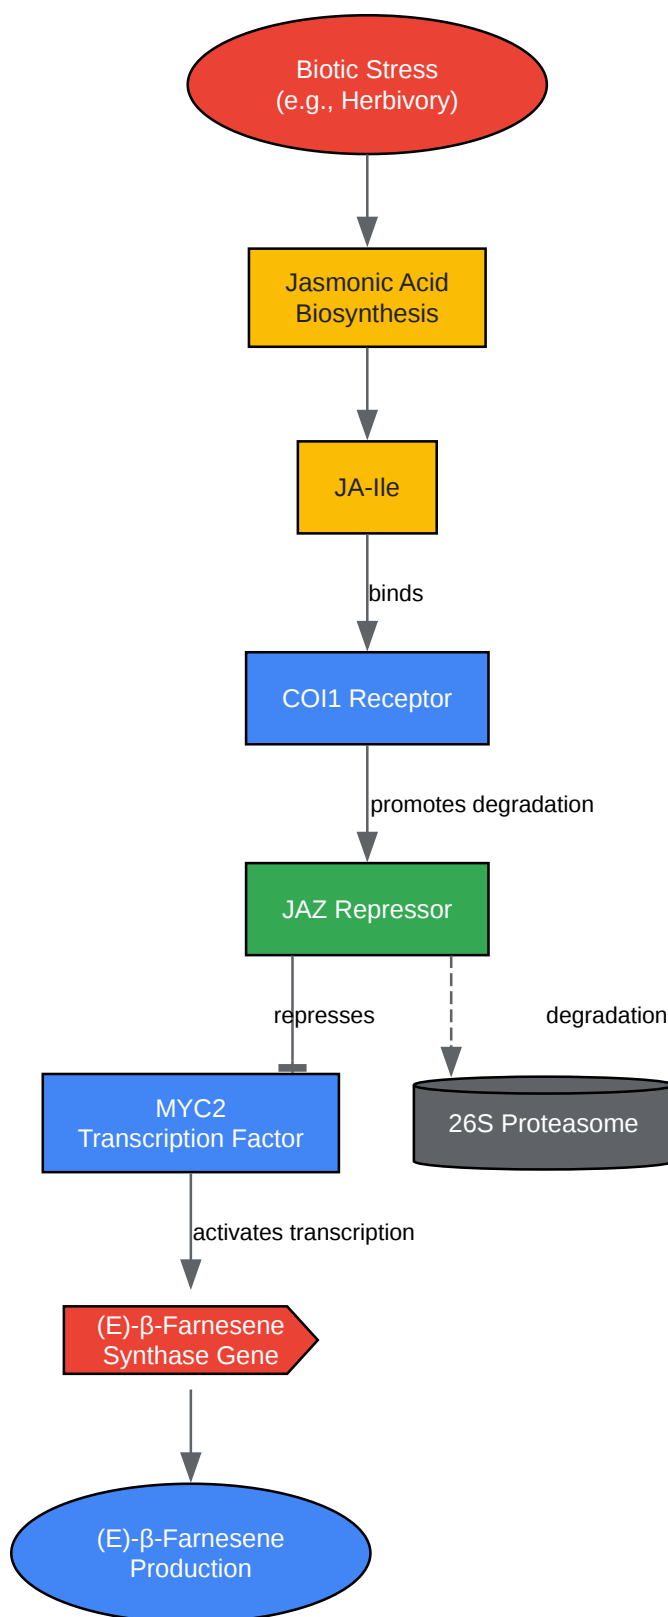 Biotic Stress
(e.g., Herbivory)
Jasmonic Acid
Biosynthesis
JA-Ile
binds
COI1 Receptor
promotes degradation
JAZ Repressor
represses
degradation
MYC2
Transcription Factor
26S Proteasome
activates transcription
(E)-β-Farnesene
Synthase Gene
(E)-β-Farnesene
Production